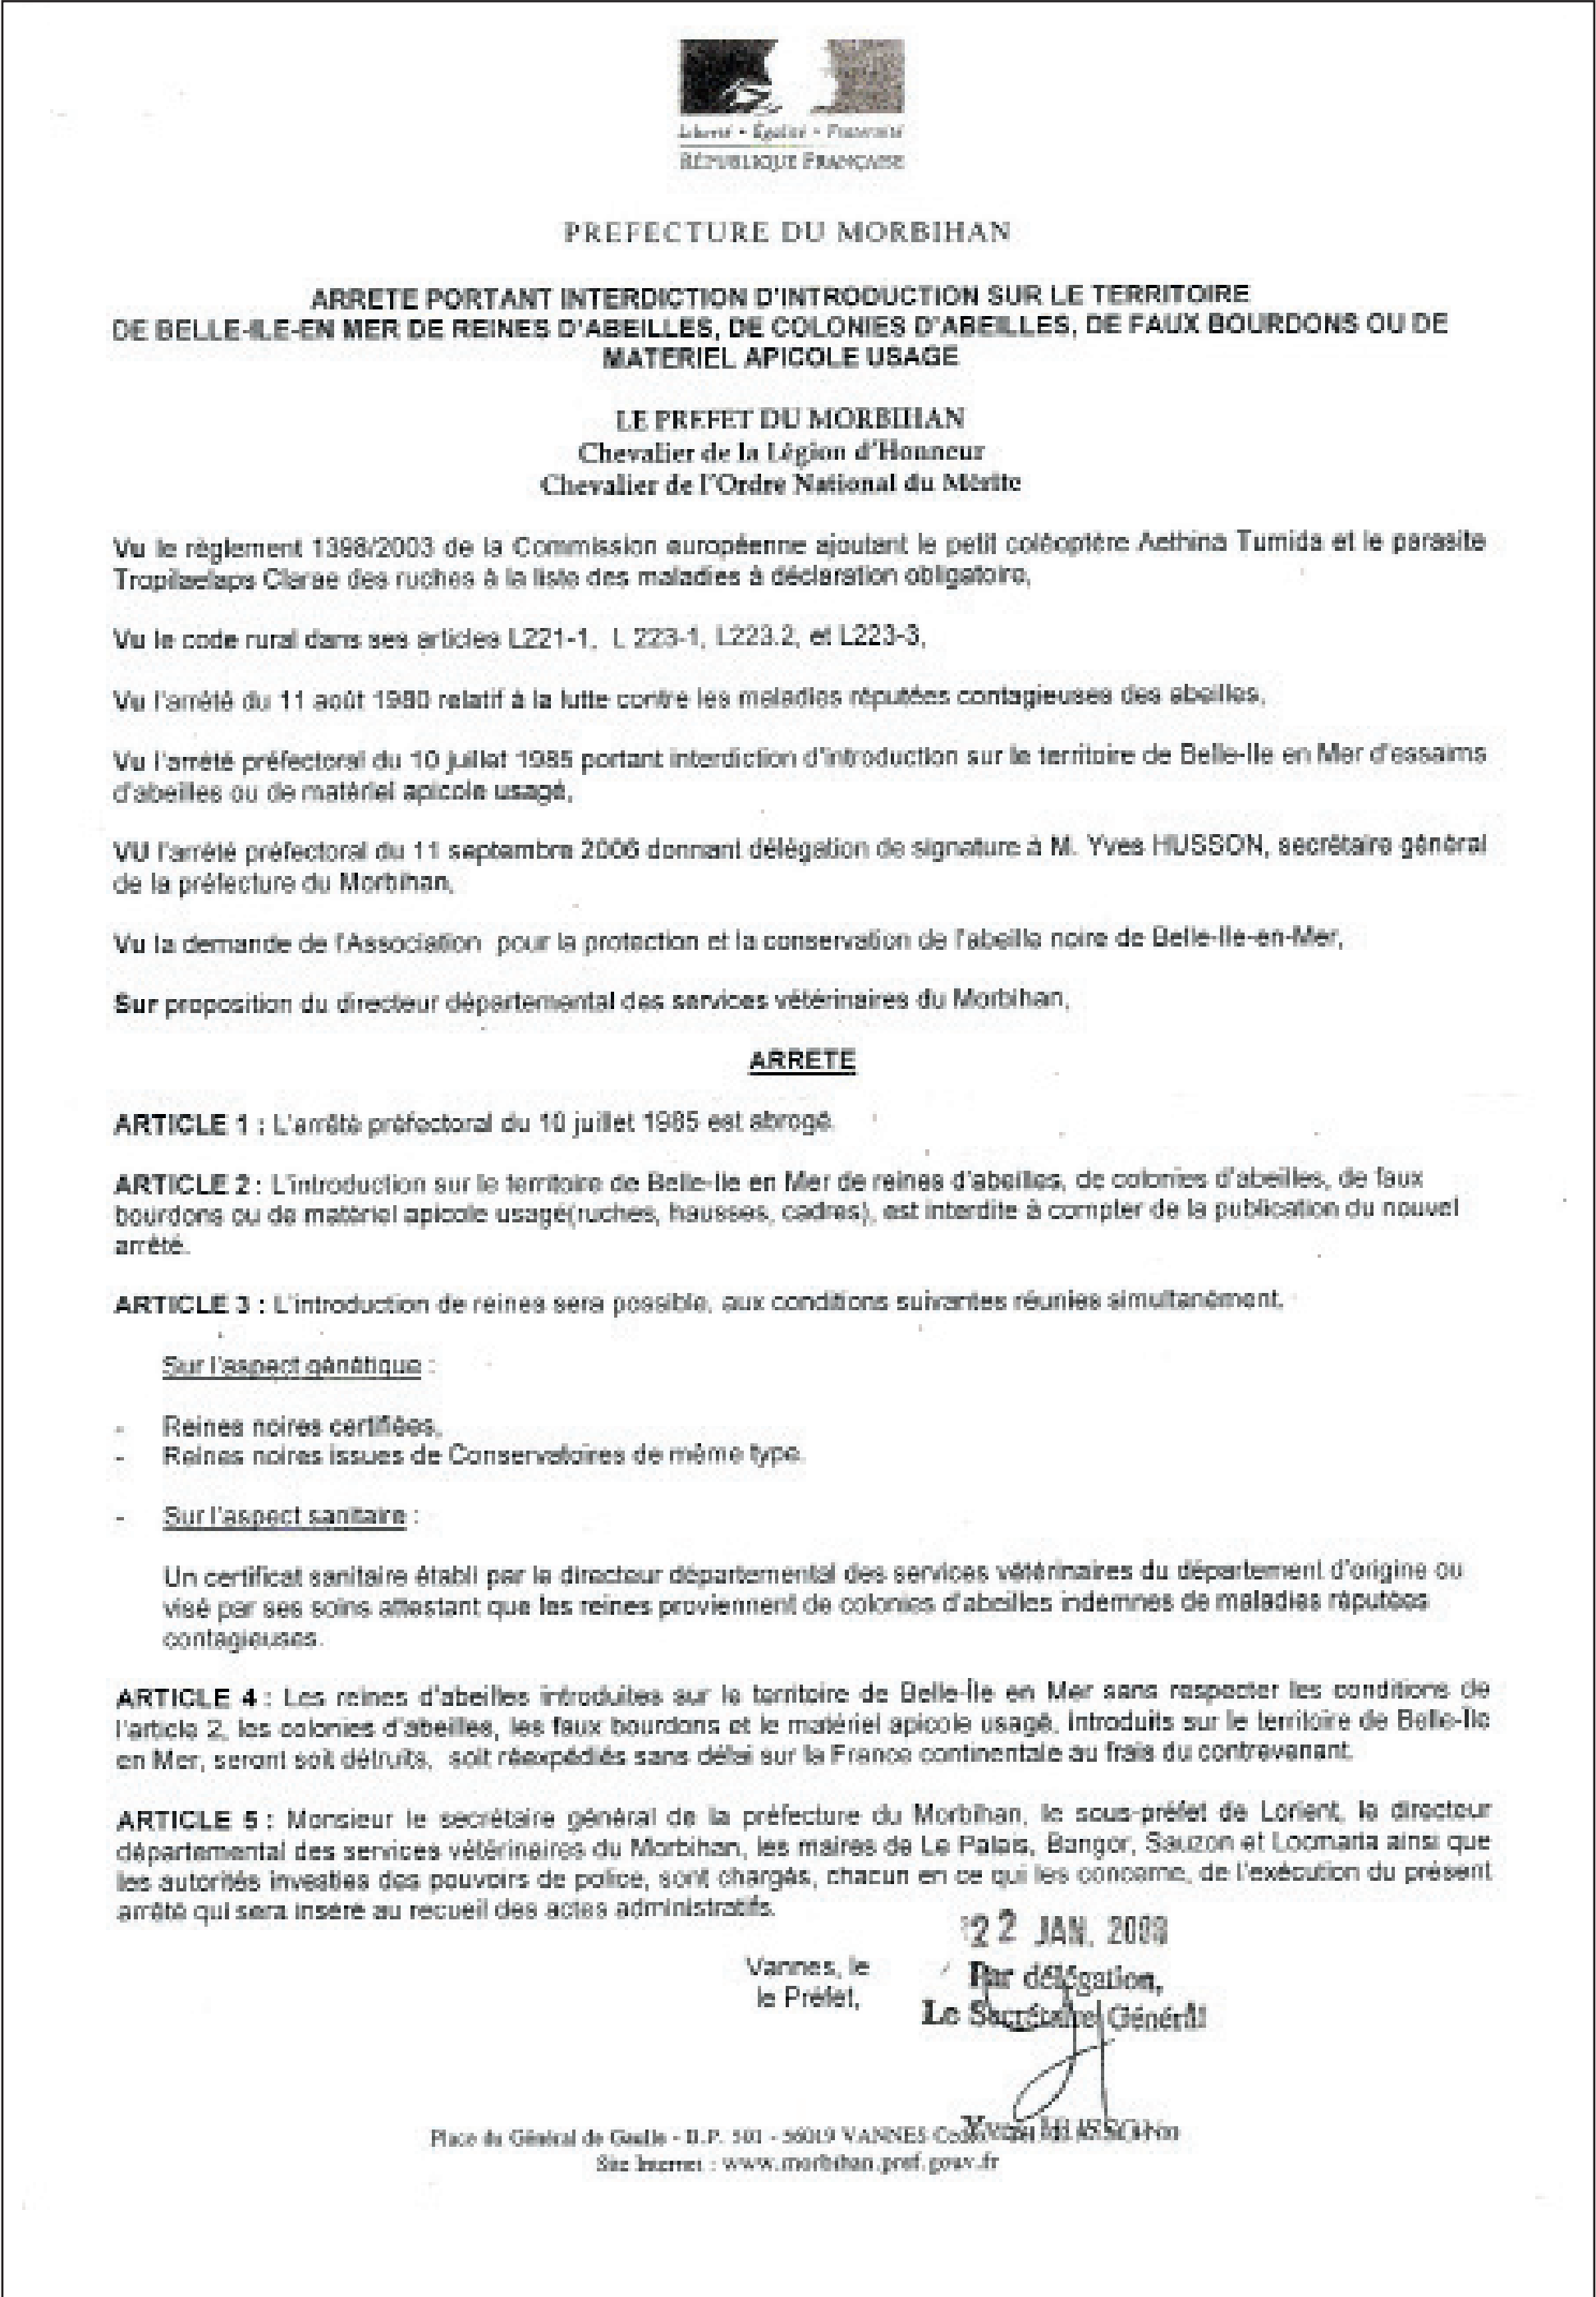 Liberté • Égalité • Fraternité
RÉPUBLIQUE FRANÇAISE
PREFECTURE DU MORBIHAN
ARRETE PORTANT INTERDICTION D'INTRODUCTION SUR LE TERRITOIRE
DE BELLE-ILE-EN MER DE REINES D'ABEILLES, DE COLONIES D'ABEILLES, DE FAUX BOURDONS OU DE
MATERIEL APICOLE USAGE
LE PREFET DU MORBIHAN
Chevalier de la Légion d'Honneur
Chevalier de l'Ordre National du Mérite
Vu le règlement 1398/2003 de la Commission européenne ajoutant le petit coléoptère Aethina Tumida et le parasite
Tropilaelaps Clarae des ruches à la liste des maladies à déclaration obligatoire,
Vu le code rural dans ses articles L221-1, L 223-1, L223.2, et L223-3,
Vu l'arrêté du 11 août 1980 relatif à la lutte contre les maladies réputées contagieuses des abeilles,
Vu l'arrêté préfectoral du 10 juillet 1985 portant interdiction d'introduction sur le territoire de Belle-Ile en Mer d'essaims
d'abeilles ou de matériel apicole usagé,
VU l'arrêté préfectoral du 11 septembre 2006 donnant délégation de signature à M. Yves HUSSON, secrétaire général
de la préfecture du Morbihan,
Vu la demande de l'Association pour la protection et la conservation de l'abeille noire de Belle-Ile-en-Mer,
Sur proposition du directeur départemental des services vétérinaires du Morbihan,
ARRETE
ARTICLE 1 : L'arrêté préfectoral du 10 juillet 1985 est abrogé.
ARTICLE 2 : L'introduction sur le territoire de Belle-Ile en Mer de reines d'abeilles, de colonies d'abeilles, de faux
bourdons ou de matériel apicole usagé(ruches, hausses, cadres), est interdite à compter de la publication du nouvel
arrêté.
ARTICLE 3 : L'introduction de reines sera possible, aux conditions suivantes réunies simultanément.
Sur l'aspect génétique :
- Reines noires certifiées,
- Reines noires issues de Conservatoires de même type.
- Sur l'aspect sanitaire :
Un certificat sanitaire établi par le directeur départemental des services vétérinaires du département d'origine ou
visé par ses soins attestant que les reines proviennent de colonies d'abeilles indemnes de maladies réputées
contagieuses.
ARTICLE 4 : Les reines d'abeilles introduites sur le territoire de Belle-Île en Mer sans respecter les conditions de
l'article 2, les colonies d'abeilles, les faux bourdons et le matériel apicole usagé, introduits sur le territoire de Belle-Île
en Mer, seront soit détruits, soit réexpédiés sans délai sur la France continentale au frais du contrevenant.
ARTICLE 5 : Monsieur le secrétaire général de la préfecture du Morbihan, le sous-préfet de Lorient, le directeur
départemental des services vétérinaires du Morbihan, les maires de Le Palais, Bangor, Sauzon et Locmaria ainsi que
les autorités investies des pouvoirs de police, sont chargés, chacun en ce qui les concerne, de l'exécution du présent
arrêté qui sera inséré au recueil des actes administratifs.
22 JAN.
Vannes, le
Par délégation,
le Préfet,
Le Secrétaire Général
Yves HUSSON
Place du Général de Gaulle - B.P. 501 - 56019 VANNES
Site Internet : www.morbihan.pref.gouv.fr